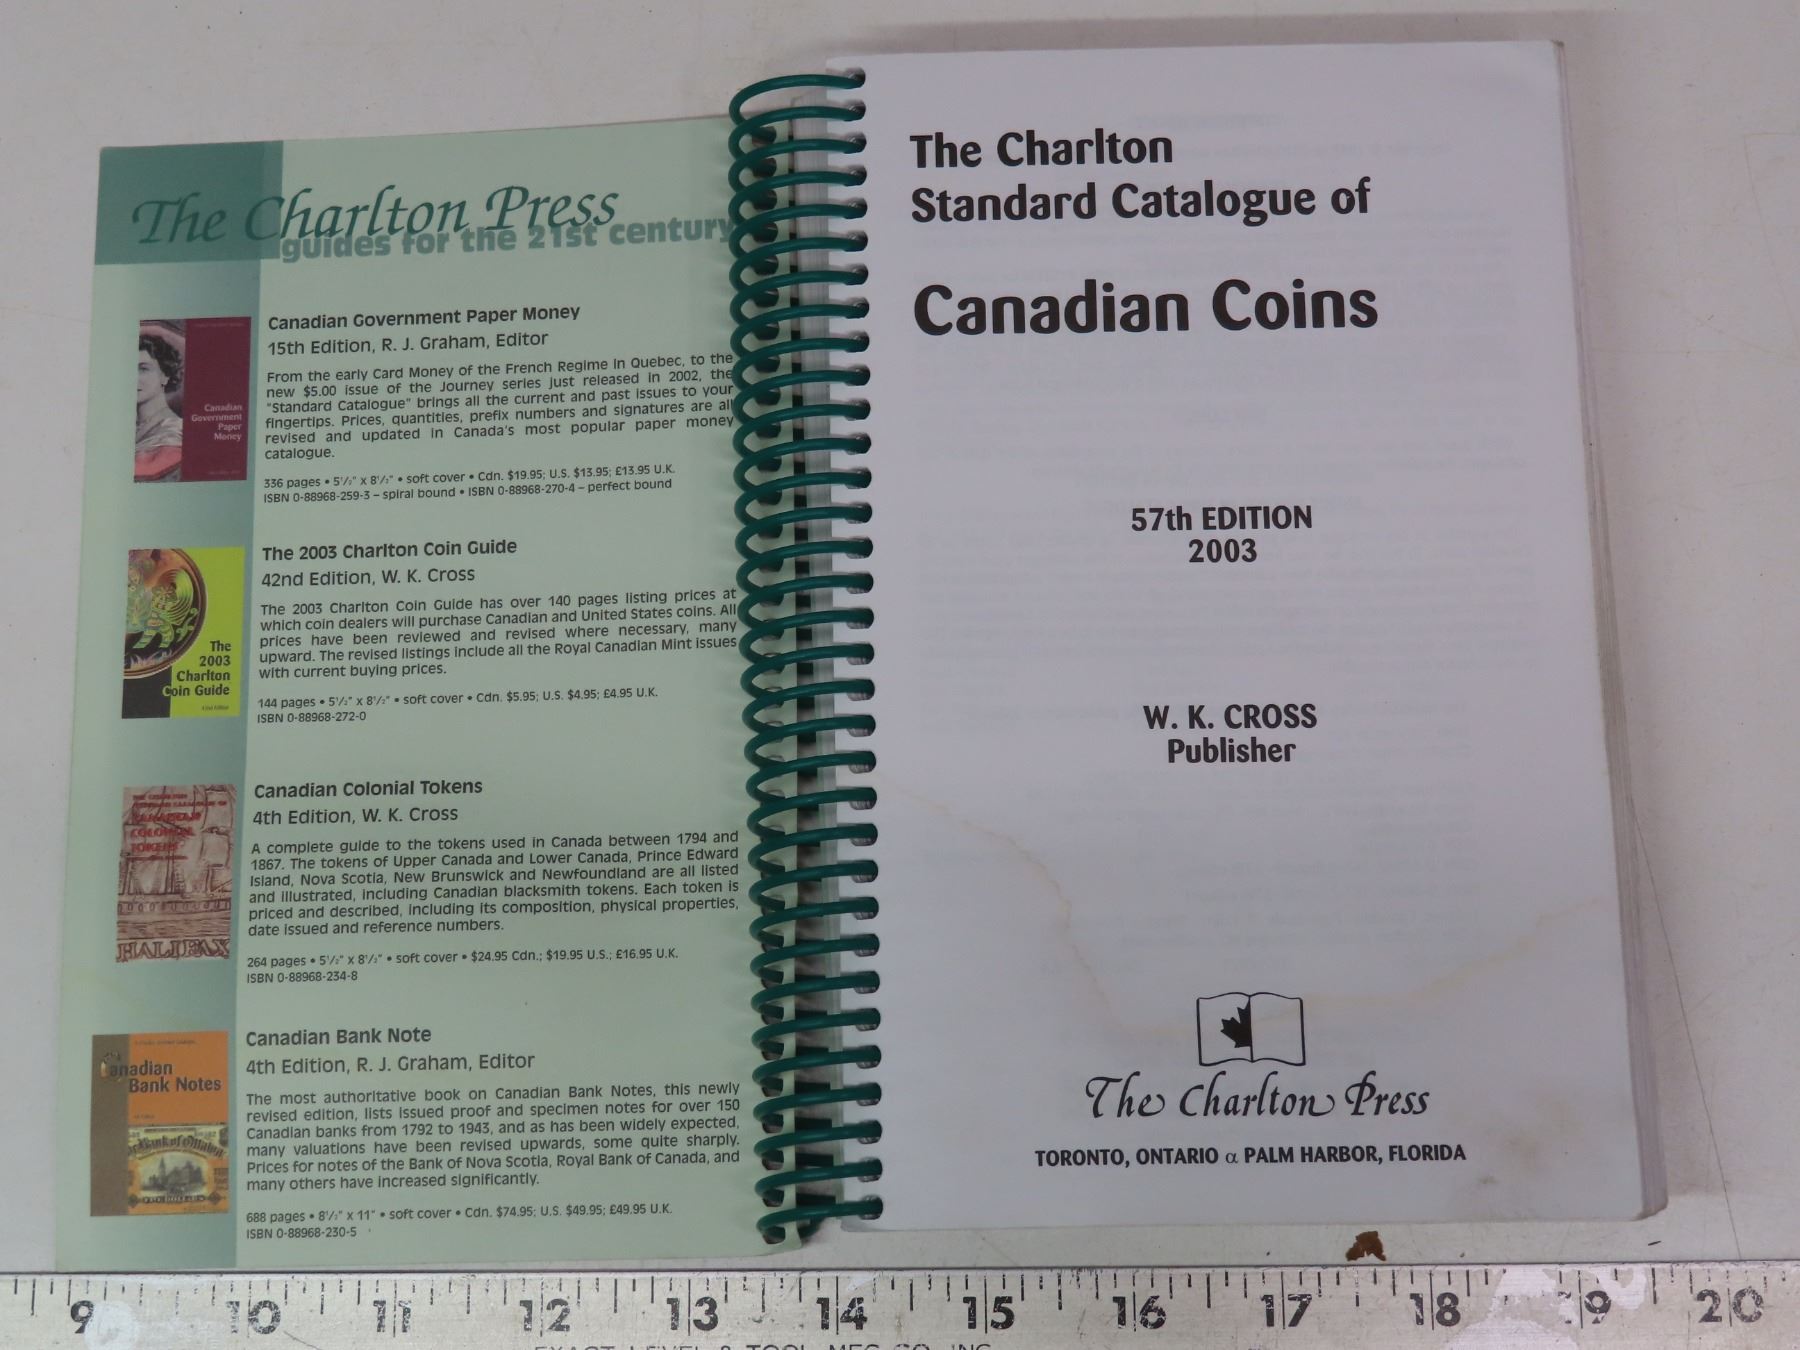 The Charlton Press
guides for the 21st century
Canadian Government Paper Money
15th Edition, R. J. Graham, Editor
From the early Card Money of the French Regime in Quebec, to the
new $5.00 issue of the Journey series just released in 2002, the
"Standard Catalogue" brings all the current and past issues to your
fingertips. Prices, quantities, prefix numbers and signatures are all
revised and updated in Canada's most popular paper money
catalogue.
336 pages • 5½" x 8½" • soft cover • Cdn. $19.95; U.S. $13.95; £13.95 U.K.
ISBN 0-88968-259-3 – spiral bound • ISBN 0-88968-270-4 – perfect bound
Canadian
Government
Paper
Money
The 2003 Charlton Coin Guide
42nd Edition, W. K. Cross
The 2003 Charlton Coin Guide has over 140 pages listing prices at
which coin dealers will purchase Canadian and United States coins. All
prices have been reviewed and revised where necessary, many
upward. The revised listings include all the Royal Canadian Mint issues
with current buying prices.
144 pages • 5½" x 8½" • soft cover • Cdn. $5.95; U.S. $4.95; £4.95 U.K.
ISBN 0-88968-272-0
The
2003
Charlton
Coin Guide
42nd Edition
Canadian Colonial Tokens
4th Edition, W. K. Cross
A complete guide to the tokens used in Canada between 1794 and
1867. The tokens of Upper Canada and Lower Canada, Prince Edward
Island, Nova Scotia, New Brunswick and Newfoundland are all listed
and illustrated, including Canadian blacksmith tokens. Each token is
priced and described, including its composition, physical properties,
date issued and reference numbers.
264 pages • 5½" x 8½" • soft cover • $24.95 Cdn.; $19.95 U.S.; £16.95 U.K.
ISBN 0-88968-234-8
CANADIAN
COLONIAL
TOKENS
HALIFAX
Canadian Bank Note
4th Edition, R. J. Graham, Editor
The most authoritative book on Canadian Bank Notes, this newly
revised edition, lists issued proof and specimen notes for over 150
Canadian banks from 1792 to 1943, and as has been widely expected,
many valuations have been revised upwards, some quite sharply.
Prices for notes of the Bank of Nova Scotia, Royal Bank of Canada, and
many others have increased significantly.
688 pages • 8½" x 11" • soft cover • Cdn. $74.95; U.S. $49.95; £49.95 U.K.
ISBN 0-88968-230-5
Canadian
Bank Notes
The Charlton
Standard Catalogue of
Canadian Coins
57th EDITION
2003
W. K. CROSS
Publisher
The Charlton Press
TORONTO, ONTARIO α PALM HARBOR, FLORIDA
9 10 11 12 13 14 15 16 17 18 19 20
EXACT LEVEL & TOOL MFG. CO., INC.